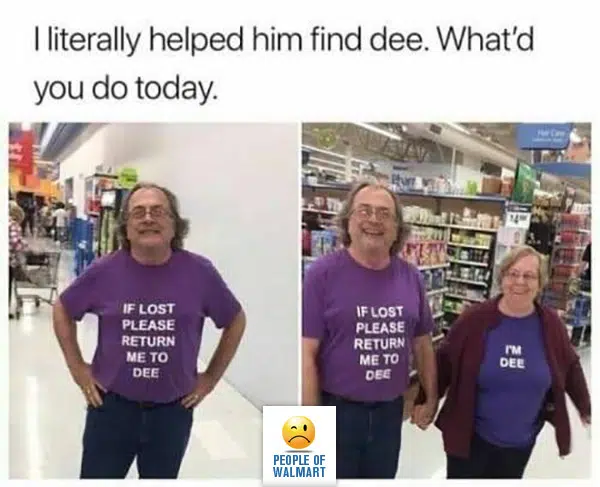 I literally helped him find dee. What'd
you do today.
IF LOST
PLEASE
RETURN
ME TO
DEE
IF LOST
PLEASE
RETURN
ME TO
DEE
I'M
DEE
PEOPLE OF
WALMART